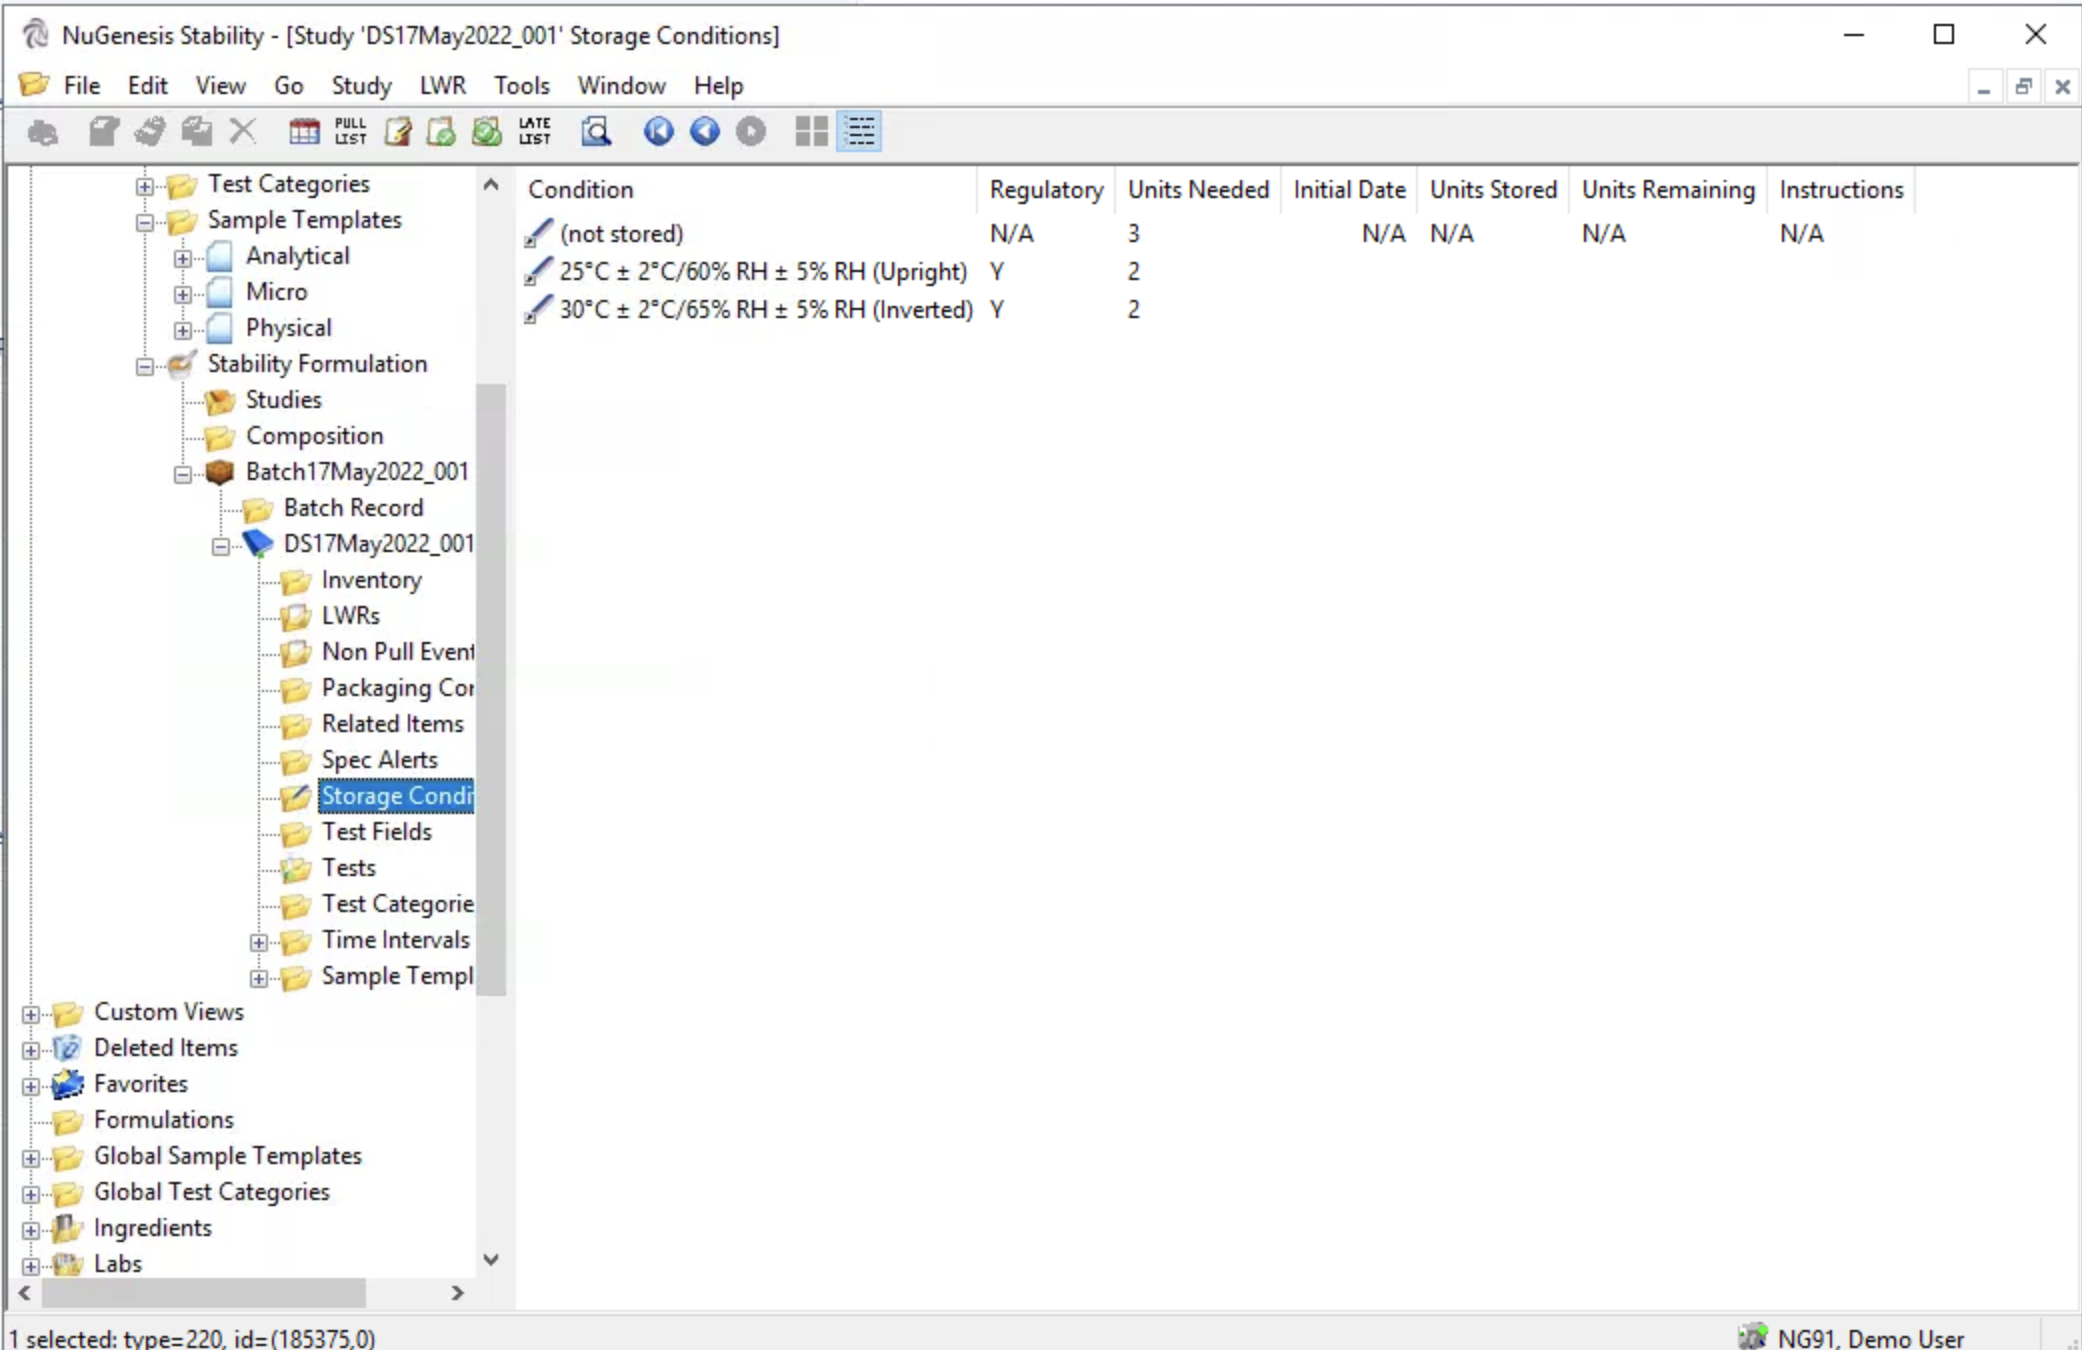 NuGenesis Stability - [Study 'DS17May2022_001' Storage Conditions]
File Edit View Go Study LWR Tools Window Help
PULL LIST LATE LIST
Test Categories
Sample Templates
Analytical
Micro
Physical
Stability Formulation
Studies
Composition
Batch17May2022_001
Batch Record
DS17May2022_001
Inventory
LWRs
Non Pull Event
Packaging Cor
Related Items
Spec Alerts
Storage Condi
Test Fields
Tests
Test Categorie
Time Intervals
Sample Templ
Custom Views
Deleted Items
Favorites
Formulations
Global Sample Templates
Global Test Categories
Ingredients
Labs
Condition Regulatory Units Needed Initial Date Units Stored Units Remaining Instructions
(not stored) N/A 3 N/A N/A N/A N/A
25°C ± 2°C/60% RH ± 5% RH (Upright) Y 2
30°C ± 2°C/65% RH ± 5% RH (Inverted) Y 2
1 selected: type=220, id=(185375,0)
NG91, Demo User